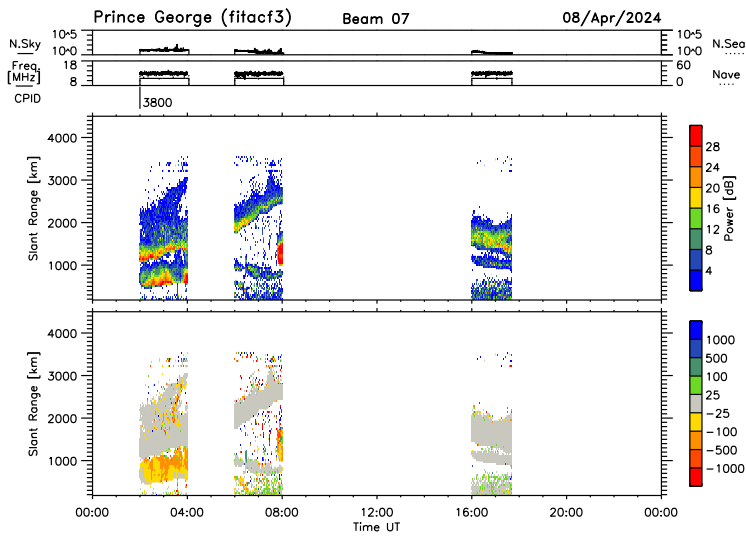 Prince George (fitacf3) Beam 07 08/Apr/2024
N.Sky 10^5 10^5 N.Sea
10^0 10^0
Freq. 18 60
[MHz] 8 0 Nave
CPID 3800
4000
3000
2000
1000
Slant Range [km]
28
24
20
16
12
8
4
Power [dB]
4000
3000
2000
1000
Slant Range [km]
1000
500
100
25
-25
-100
-500
-1000
00:00 04:00 08:00 12:00 16:00 20:00 00:00
Time UT